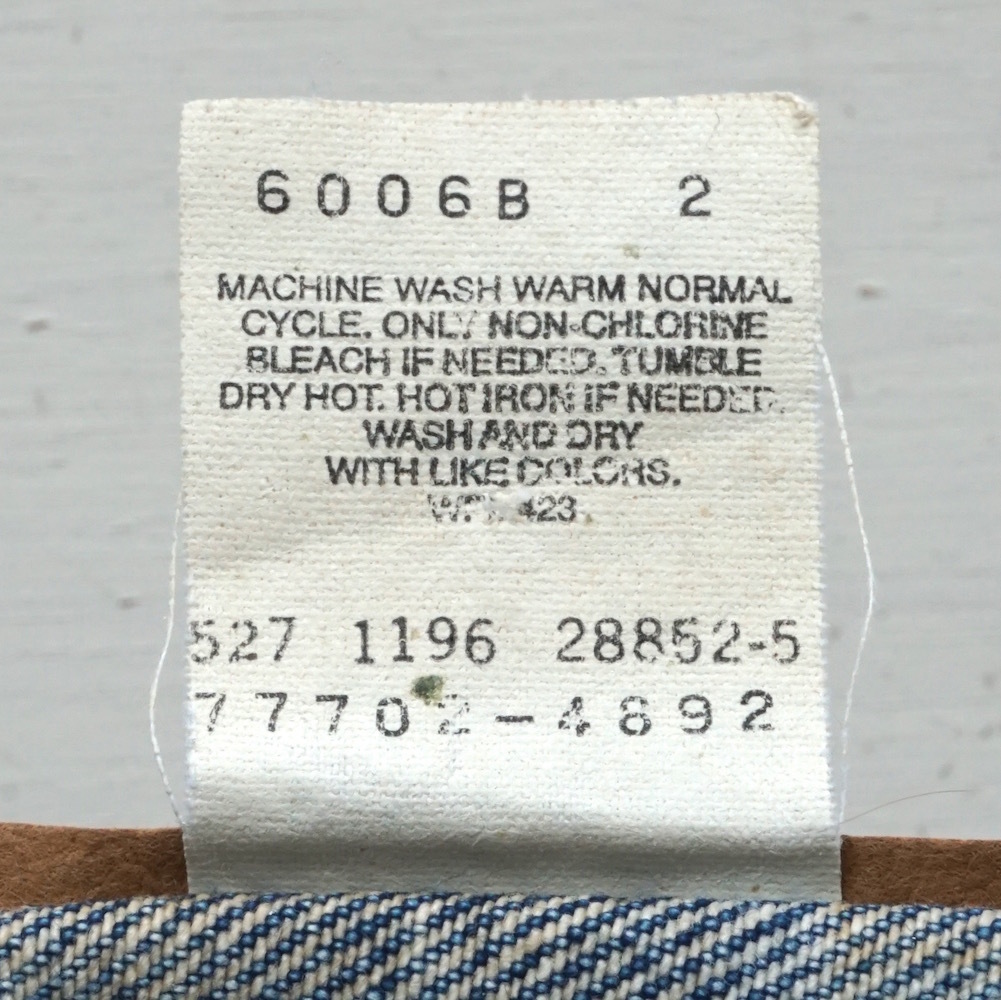 6006B 2
MACHINE WASH WARM NORMAL
CYCLE. ONLY NON-CHLORINE
BLEACH IF NEEDED. TUMBLE
DRY HOT. HOT IRON IF NEEDED.
WASH AND DRY
WITH LIKE COLORS.
423
527 1196 28852-5
77702-4892